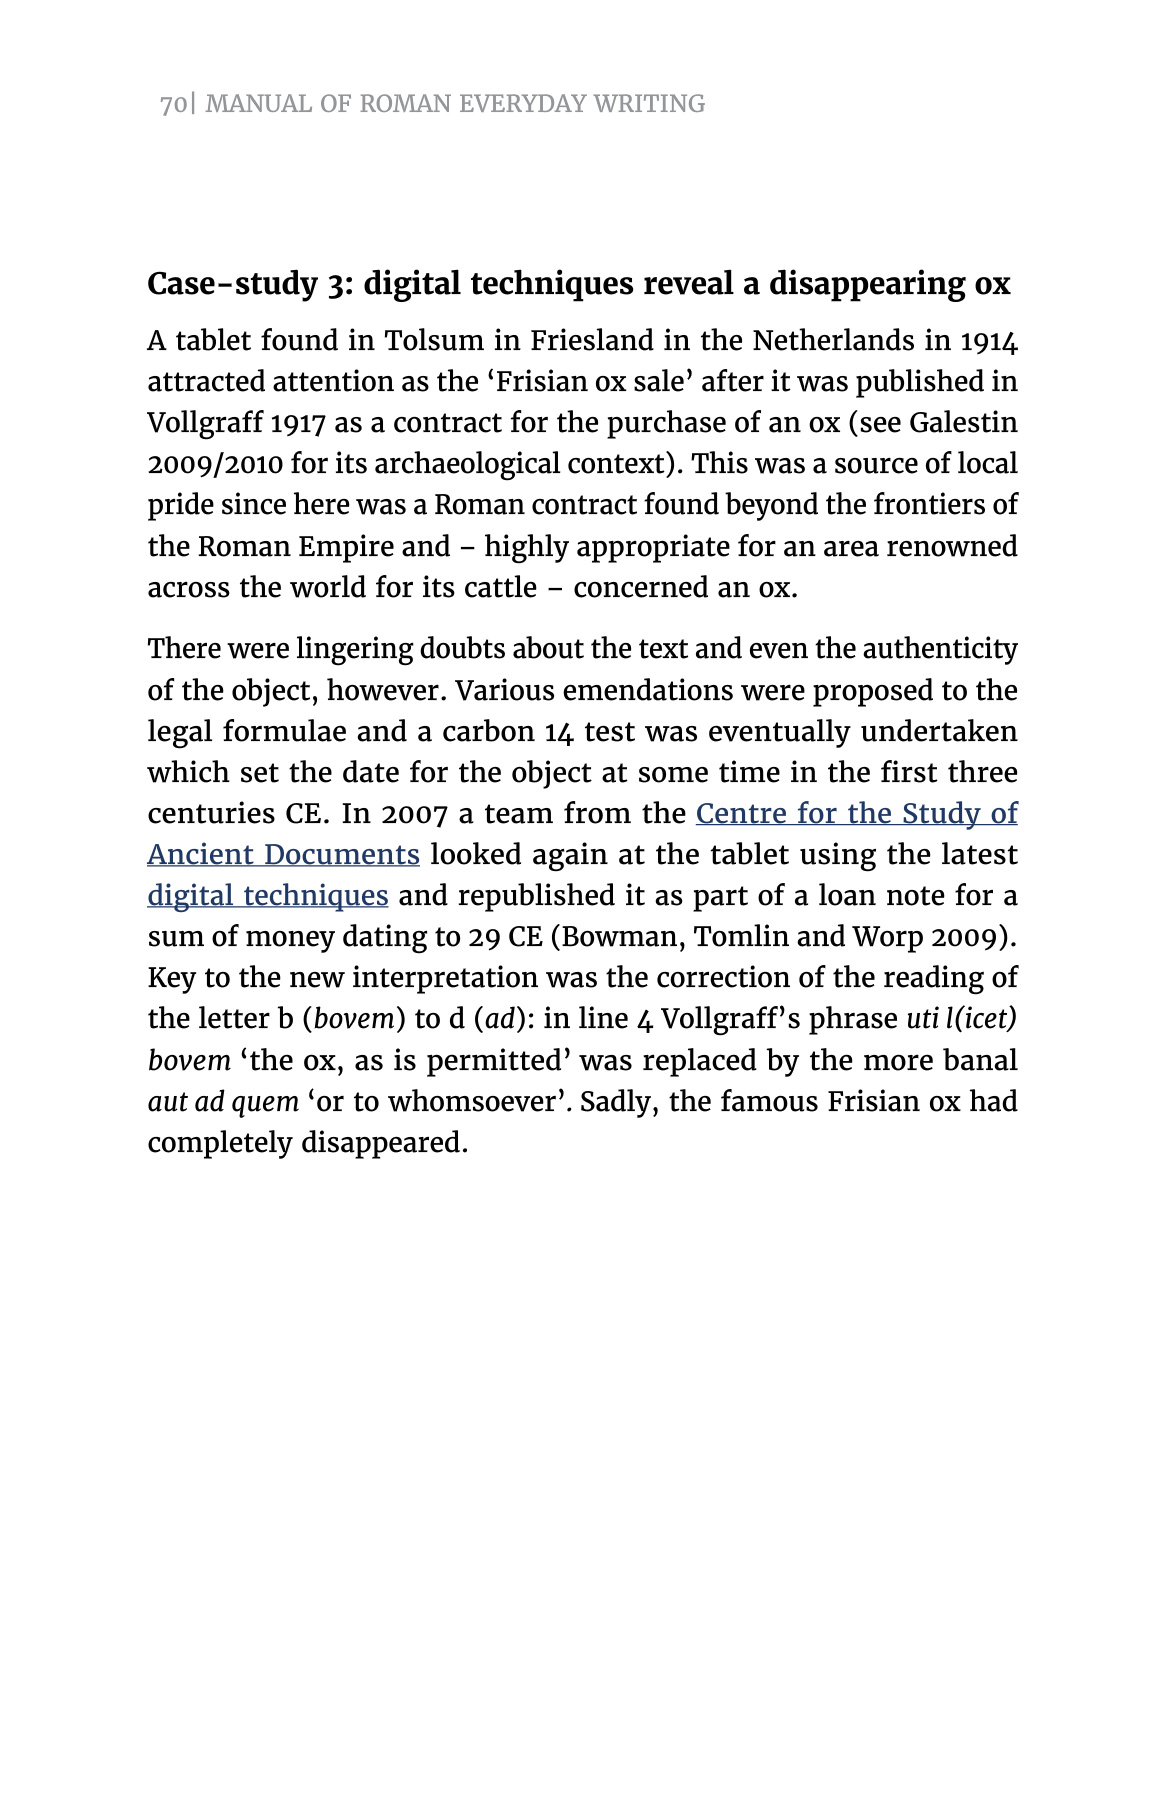 70| MANUAL OF ROMAN EVERYDAY WRITING
Case-study 3: digital techniques reveal a disappearing ox
A tablet found in Tolsum in Friesland in the Netherlands in 1914
attracted attention as the ‘Frisian ox sale’ after it was published in
Vollgraff 1917 as a contract for the purchase of an ox (see Galestin
2009/2010 for its archaeological context). This was a source of local
pride since here was a Roman contract found beyond the frontiers of
the Roman Empire and – highly appropriate for an area renowned
across the world for its cattle – concerned an ox.
There were lingering doubts about the text and even the authenticity
of the object, however. Various emendations were proposed to the
legal formulae and a carbon 14 test was eventually undertaken
which set the date for the object at some time in the first three
centuries CE. In 2007 a team from the Centre for the Study of
Ancient Documents looked again at the tablet using the latest
digital techniques and republished it as part of a loan note for a
sum of money dating to 29 CE (Bowman, Tomlin and Worp 2009).
Key to the new interpretation was the correction of the reading of
the letter b (bovem) to d (ad): in line 4 Vollgraff’s phrase uti l(icet)
bovem ‘the ox, as is permitted’ was replaced by the more banal
aut ad quem ‘or to whomsoever’. Sadly, the famous Frisian ox had
completely disappeared.